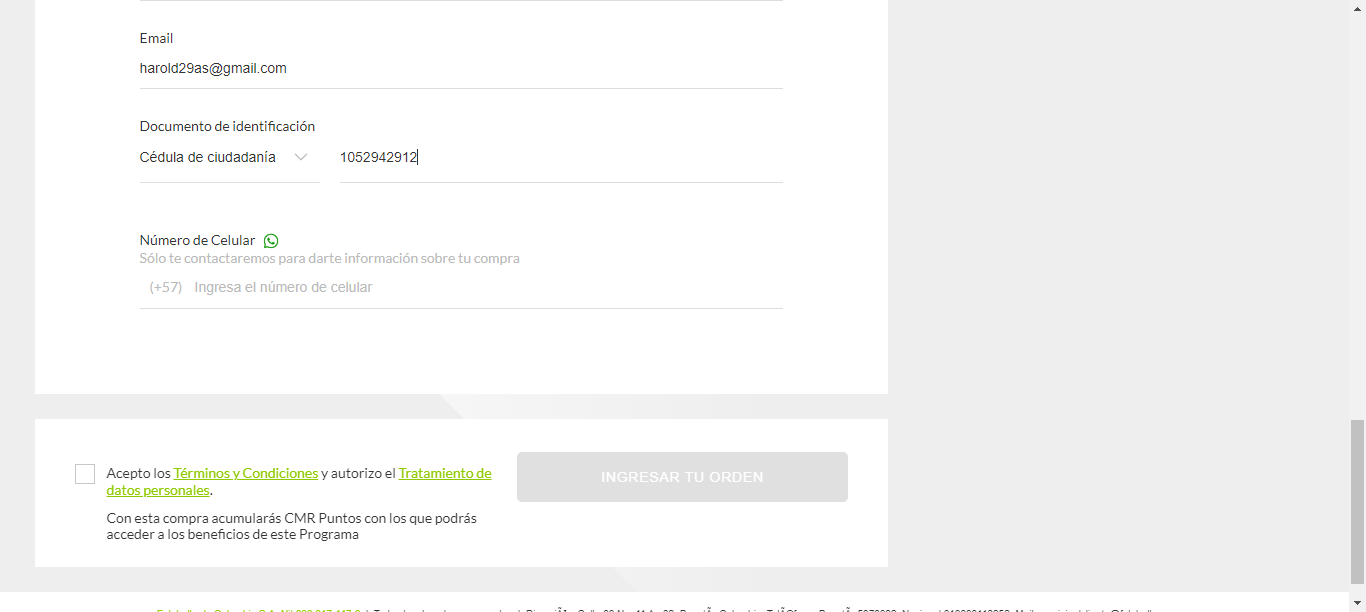 Email
harold29as@gmail.com
Documento de identificación
Cédula de ciudadanía 1052942912
Número de Celular
Sólo te contactaremos para darte información sobre tu compra
(+57) Ingresa el número de celular
Acepto los Términos y Condiciones y autorizo el Tratamiento de
datos personales.
INGRESAR TU ORDEN
Con esta compra acumularás CMR Puntos con los que podrás
acceder a los beneficios de este Programa